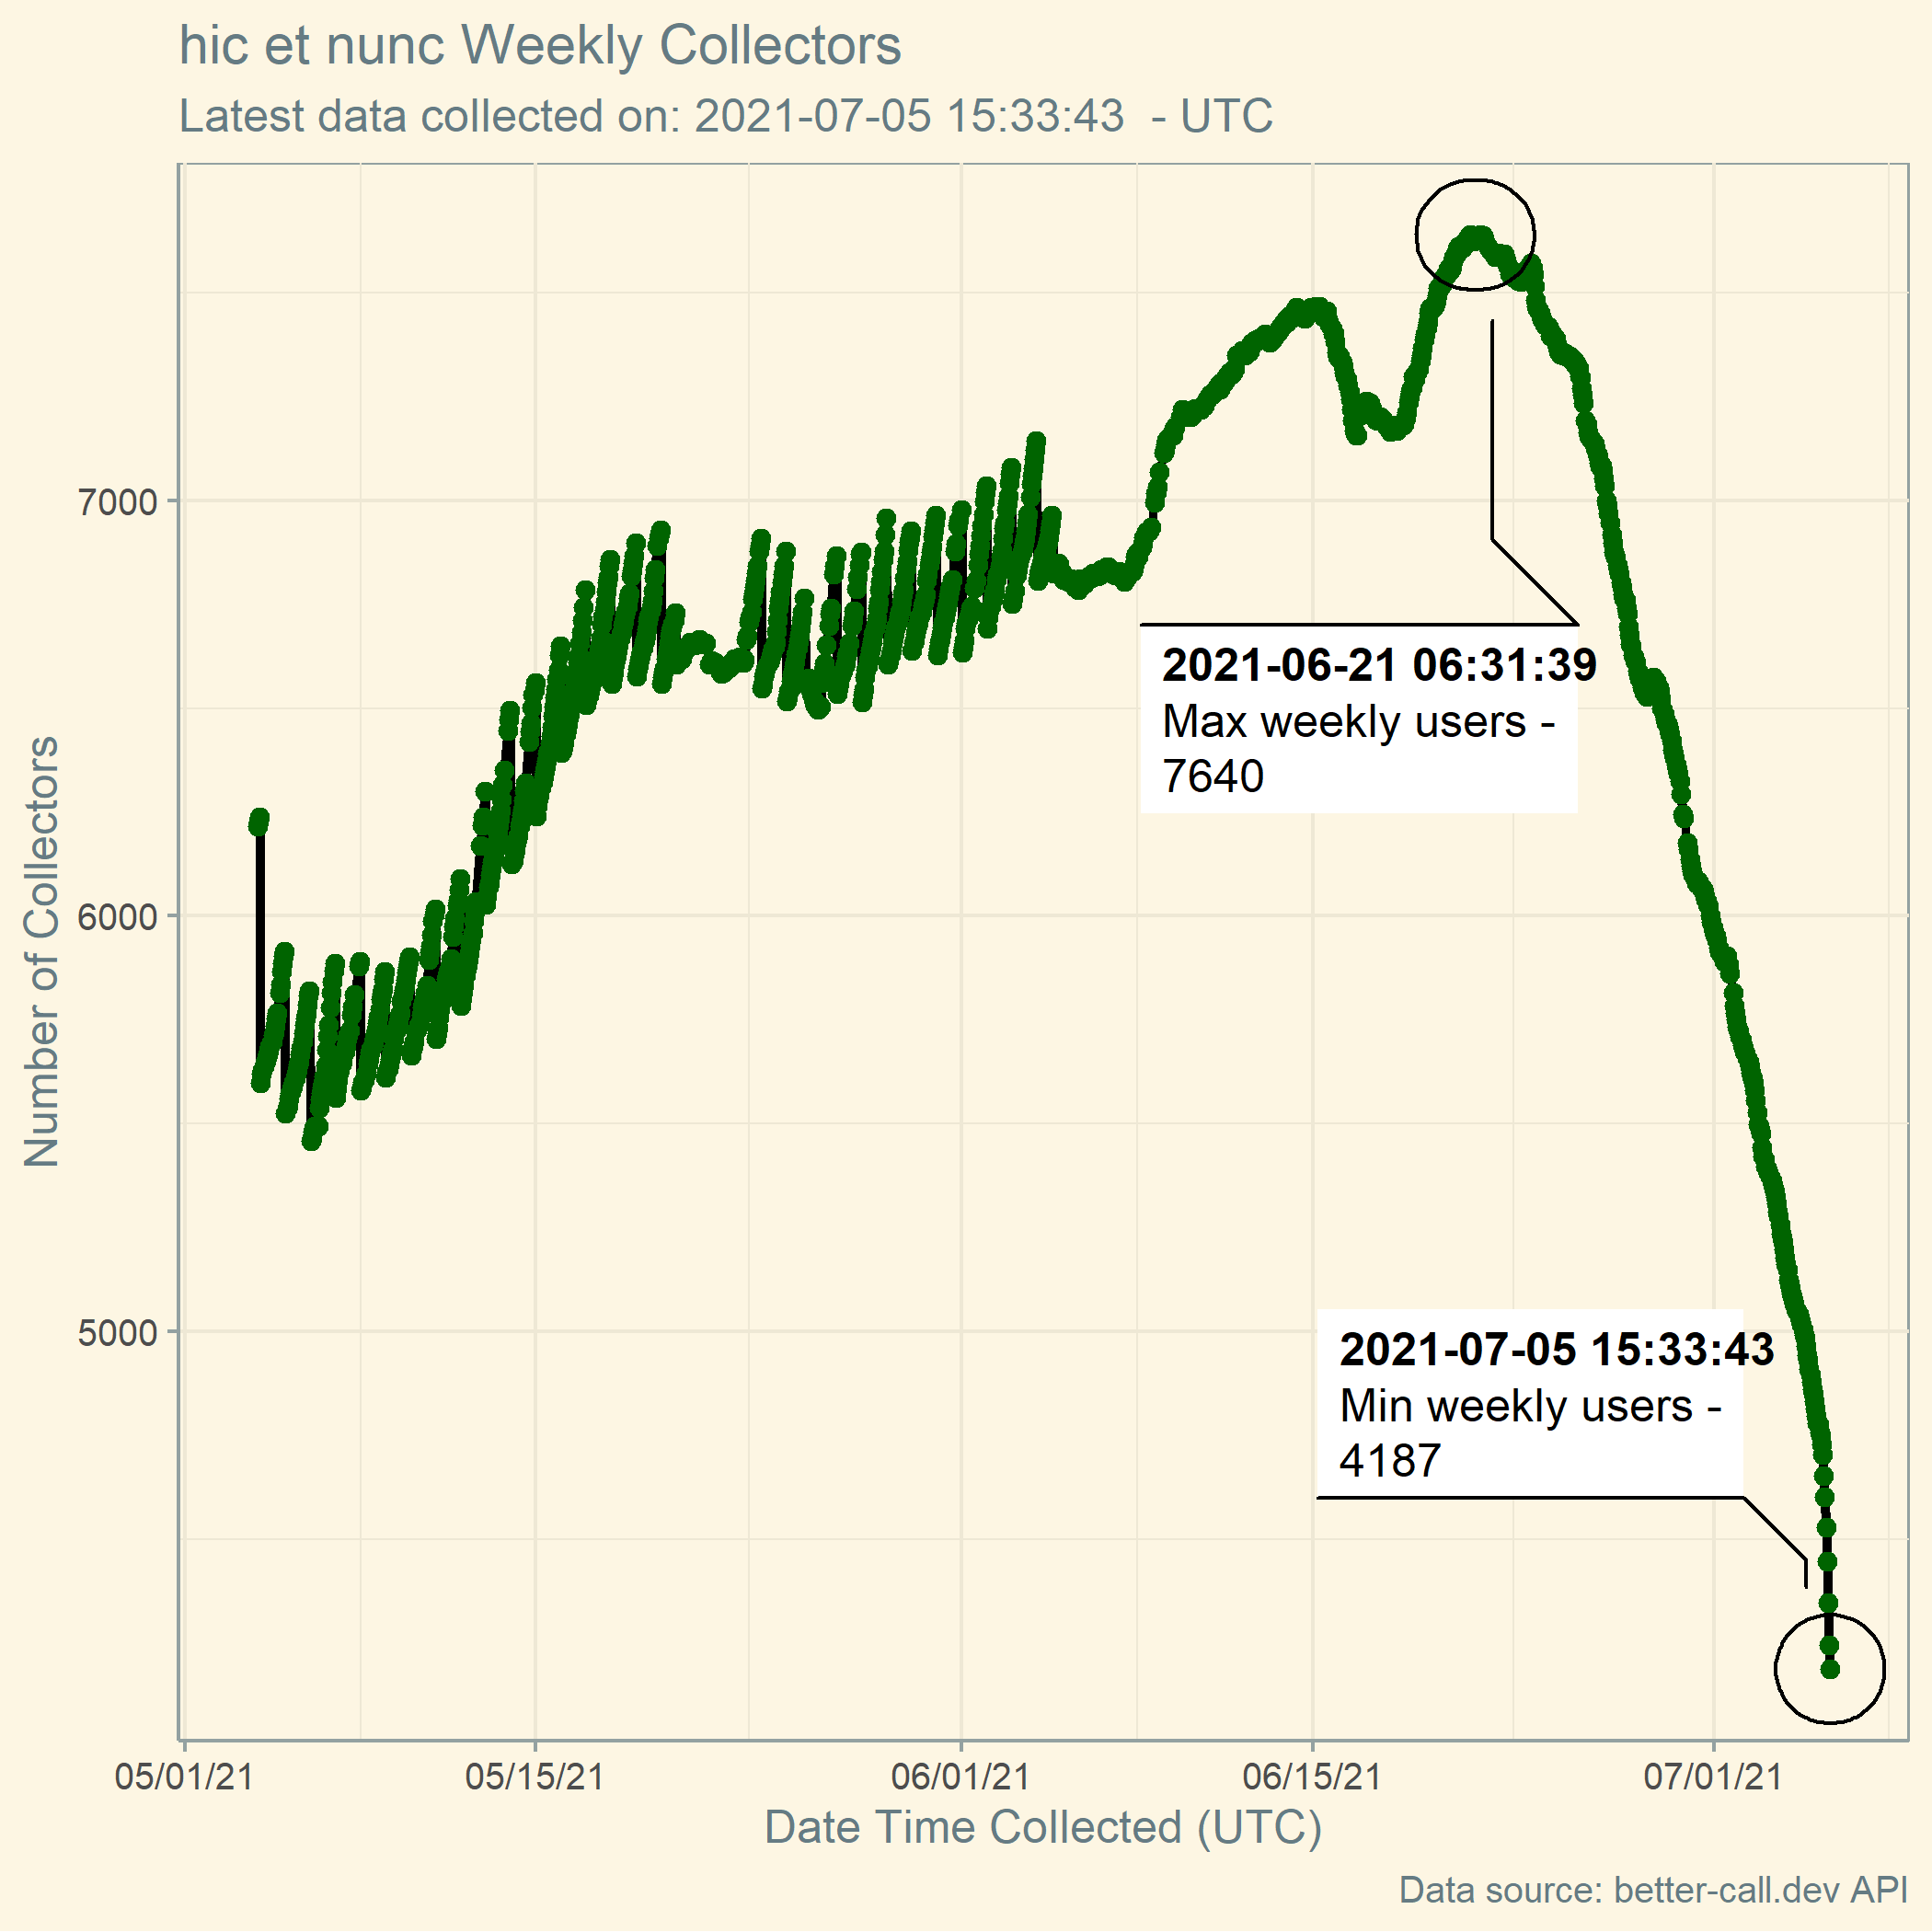 hic et nunc Weekly Collectors
Latest data collected on: 2021-07-05 15:33:43  - UTC
Number of Collectors
7000
6000
5000
2021-06-21 06:31:39
Max weekly users -
7640
2021-07-05 15:33:43
Min weekly users -
4187
05/01/21
05/15/21
06/01/21
06/15/21
07/01/21
Date Time Collected (UTC)
Data source: better-call.dev API